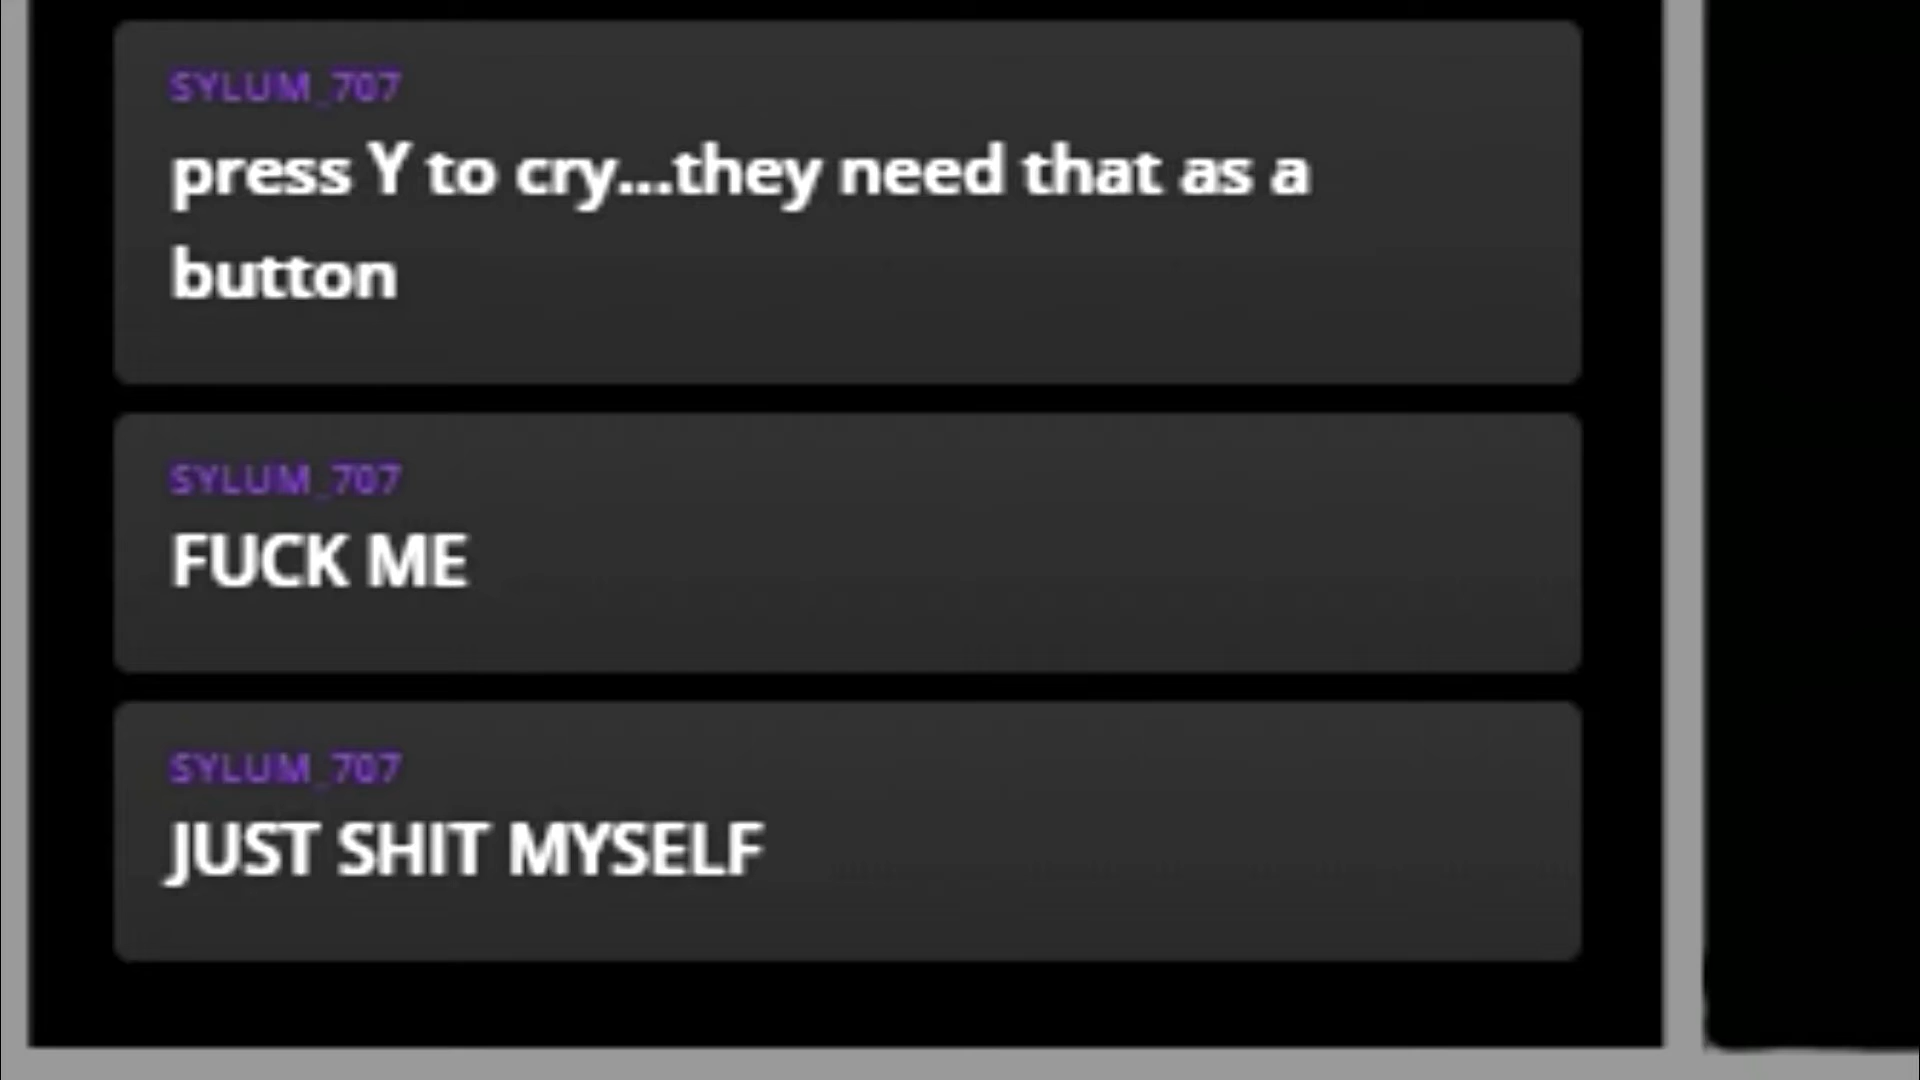 SYLUM_707
press Y to cry...they need that as a
button
SYLUM_707
FUCK ME
SYLUM_707
JUST SHIT MYSELF